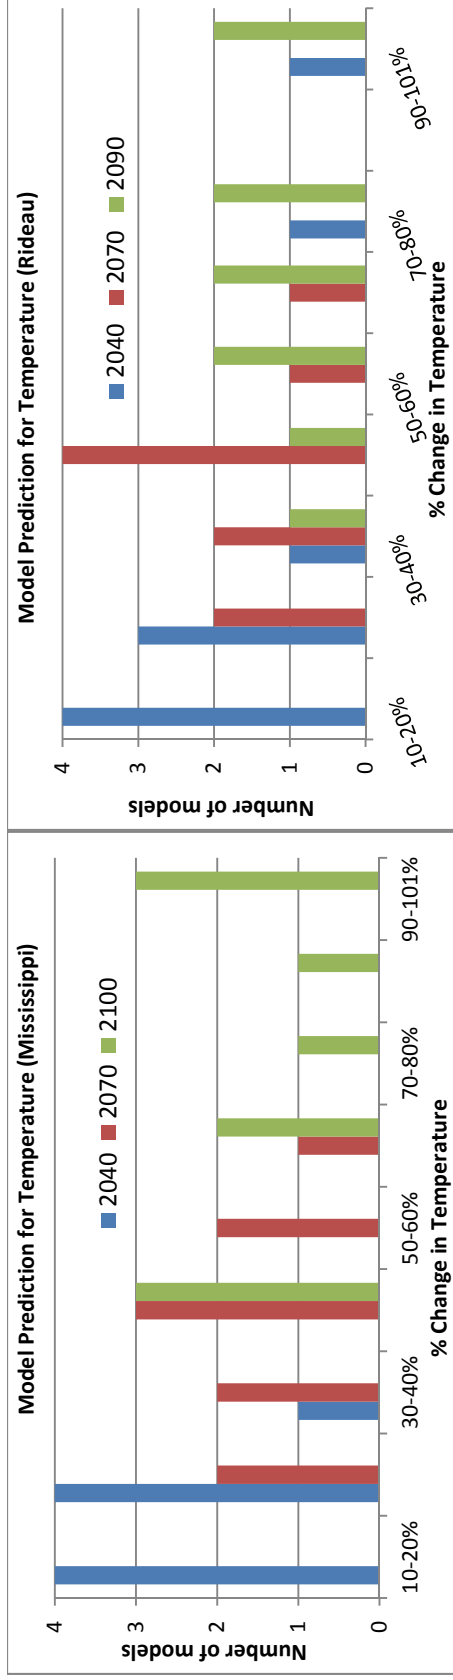 Model Prediction for Temperature (Mississippi)
2040 2070 2100
4
3
2
1
0
Number of models
10-20% 30-40% 50-60% 70-80% 90-101%
% Change in Temperature
Model Prediction for Temperature (Rideau)
2040 2070 2090
4
3
2
1
0
Number of models
10-20% 30-40% 50-60% 70-80% 90-101%
% Change in Temperature